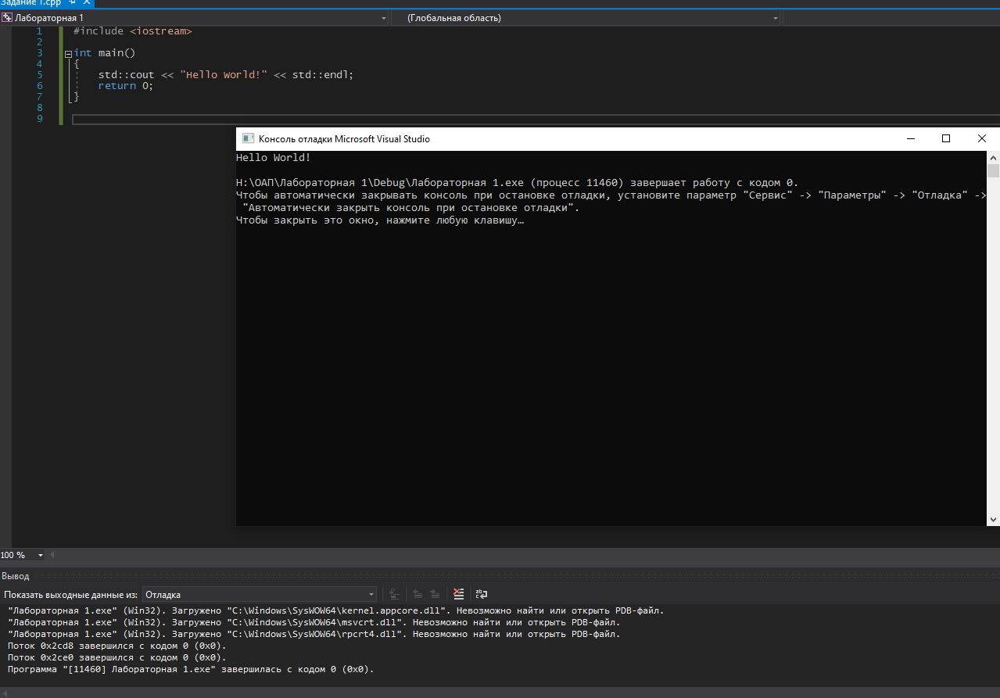 Задание 1.cpp
Лабораторная 1 (Глобальная область)
1 #include <iostream>
2
3 int main()
4 {
5 std::cout << "Hello World!" << std::endl;
6 return 0;
7 }
8
9
Консоль отладки Microsoft Visual Studio
Hello World!
H:\ОАП\Лабораторная 1\Debug\Лабораторная 1.exe (процесс 11460) завершает работу с кодом 0.
Чтобы автоматически закрывать консоль при остановке отладки, установите параметр "Сервис" -> "Параметры" -> "Отладка" ->
"Автоматически закрыть консоль при остановке отладки".
Чтобы закрыть это окно, нажмите любую клавишу…
100 %
Вывод
Показать выходные данные из: Отладка
"Лабораторная 1.exe" (Win32). Загружено "C:\Windows\SysWOW64\kernel.appcore.dll". Невозможно найти или открыть PDB-файл.
"Лабораторная 1.exe" (Win32). Загружено "C:\Windows\SysWOW64\msvcrt.dll". Невозможно найти или открыть PDB-файл.
"Лабораторная 1.exe" (Win32). Загружено "C:\Windows\SysWOW64\rpcrt4.dll". Невозможно найти или открыть PDB-файл.
Поток 0x2cd8 завершился с кодом 0 (0x0).
Поток 0x2ce0 завершился с кодом 0 (0x0).
Программа "[11460] Лабораторная 1.exe" завершилась с кодом 0 (0x0).